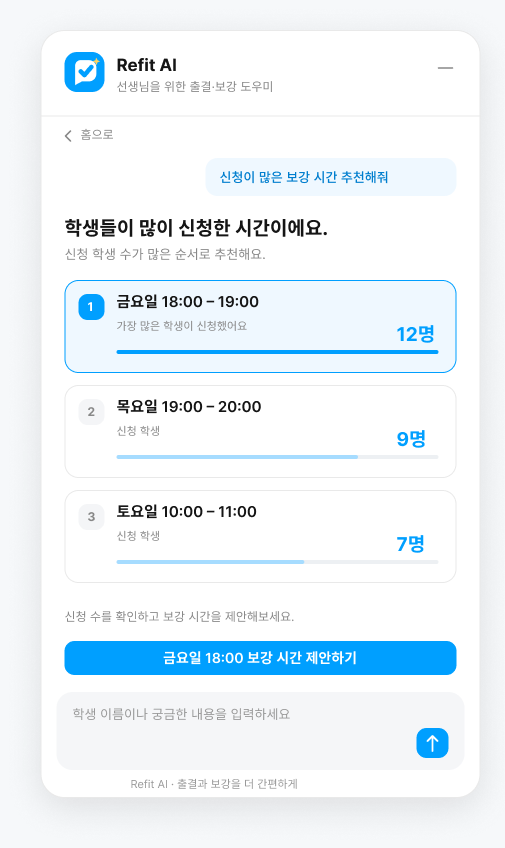 Refit AI
선생님을 위한 출결·보강 도우미
홈으로
신청이 많은 보강 시간 추천해줘
학생들이 많이 신청한 시간이에요.
신청 학생 수가 많은 순서로 추천해요.
1
금요일 18:00 – 19:00
가장 많은 학생이 신청했어요
12명
2
목요일 19:00 – 20:00
신청 학생
9명
3
토요일 10:00 – 11:00
신청 학생
7명
신청 수를 확인하고 보강 시간을 제안해보세요.
금요일 18:00 보강 시간 제안하기
학생 이름이나 궁금한 내용을 입력하세요
Refit AI · 출결과 보강을 더 간편하게